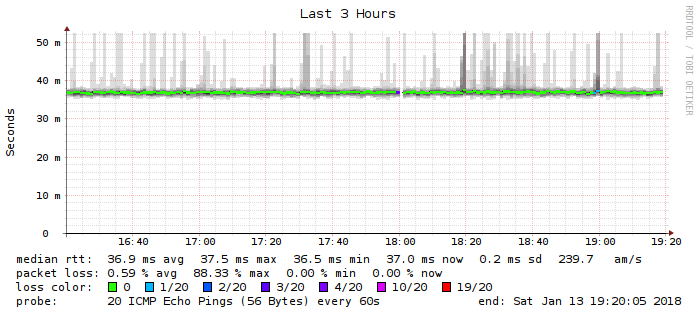 Last 3 Hours
RRDTOOL / TOBI OETIKER
Seconds
50 m
40 m
30 m
20 m
10 m
0
16:40 17:00 17:20 17:40 18:00 18:20 18:40 19:00 19:20
median rtt: 36.9 ms avg 37.5 ms max 36.5 ms min 37.0 ms now 0.2 ms sd 239.7 am/s
packet loss: 0.59 % avg 88.33 % max 0.00 % min 0.00 % now
loss color: 0 1/20 2/20 3/20 4/20 10/20 19/20
probe: 20 ICMP Echo Pings (56 Bytes) every 60s end: Sat Jan 13 19:20:05 2018